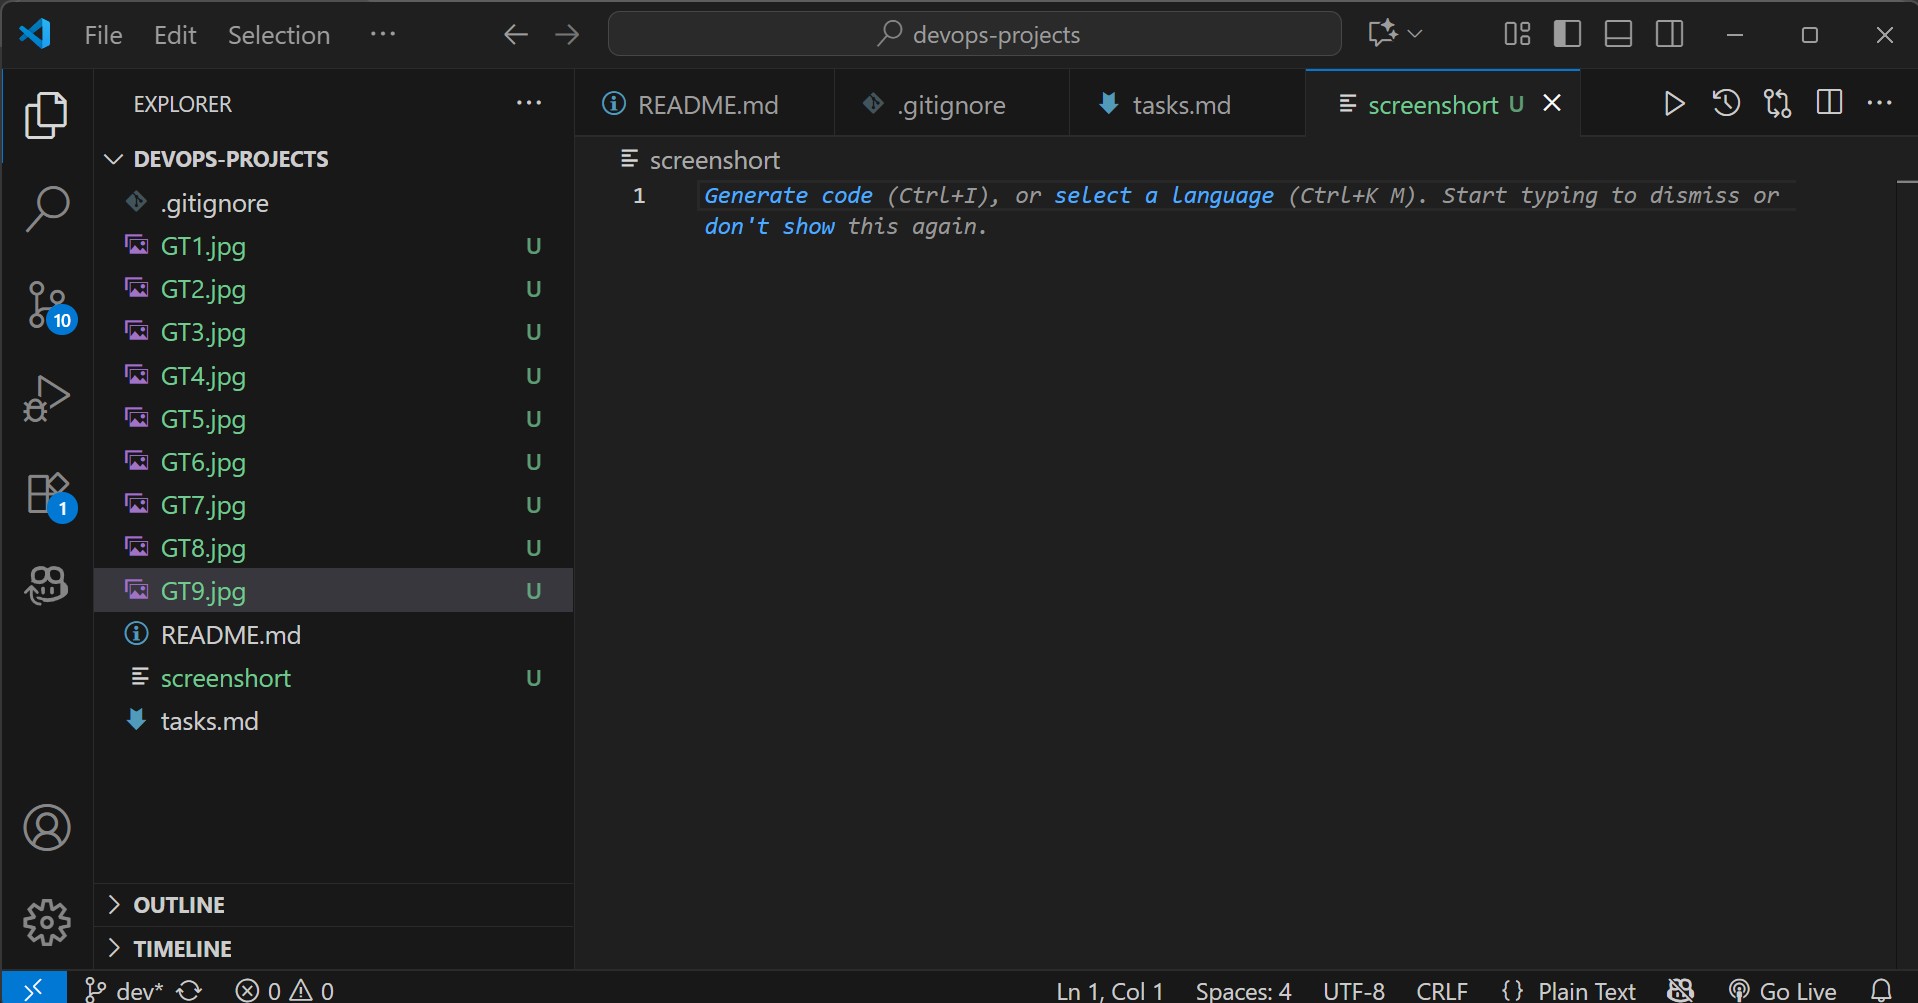 File Edit Selection ··· devops-projects
EXPLORER ···
DEVOPS-PROJECTS
.gitignore
GT1.jpg U
GT2.jpg U
GT3.jpg U
GT4.jpg U
GT5.jpg U
GT6.jpg U
GT7.jpg U
GT8.jpg U
GT9.jpg U
README.md
screenshort U
tasks.md
10
1
OUTLINE
TIMELINE
README.md .gitignore tasks.md screenshort U
screenshort
1 Generate code (Ctrl+I), or select a language (Ctrl+K M). Start typing to dismiss or
don't show this again.
dev* 0 0 Ln 1, Col 1 Spaces: 4 UTF-8 CRLF {} Plain Text Go Live